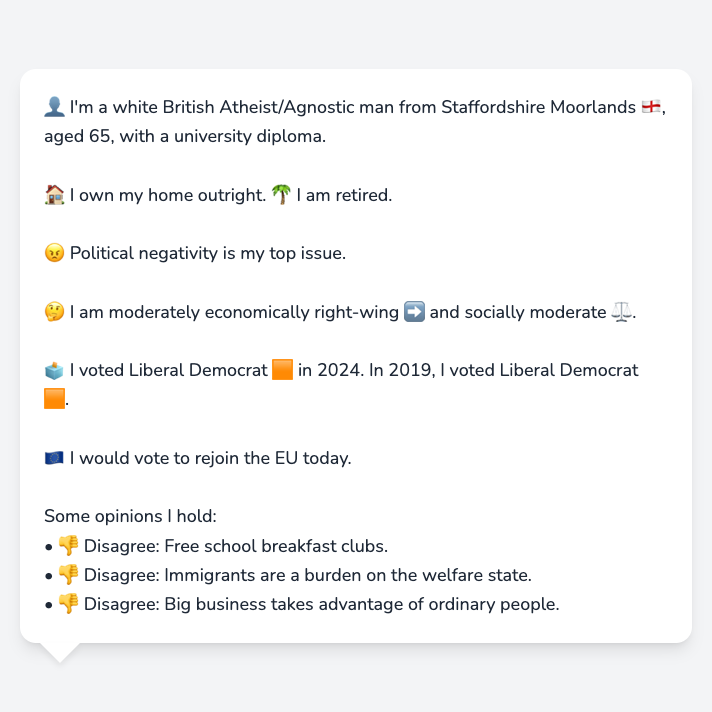 👤 I'm a white British Atheist/Agnostic man from Staffordshire Moorlands 🏴󠁧󠁢󠁥󠁮󠁧󠁿,
aged 65, with a university diploma.
🏠 I own my home outright. 🌴 I am retired.
😠 Political negativity is my top issue.
🤔 I am moderately economically right-wing ➡️ and socially moderate ⚖️.
🗳️ I voted Liberal Democrat 🟧 in 2024. In 2019, I voted Liberal Democrat
🟧.
🇪🇺 I would vote to rejoin the EU today.
Some opinions I hold:
• 👎 Disagree: Free school breakfast clubs.
• 👎 Disagree: Immigrants are a burden on the welfare state.
• 👎 Disagree: Big business takes advantage of ordinary people.